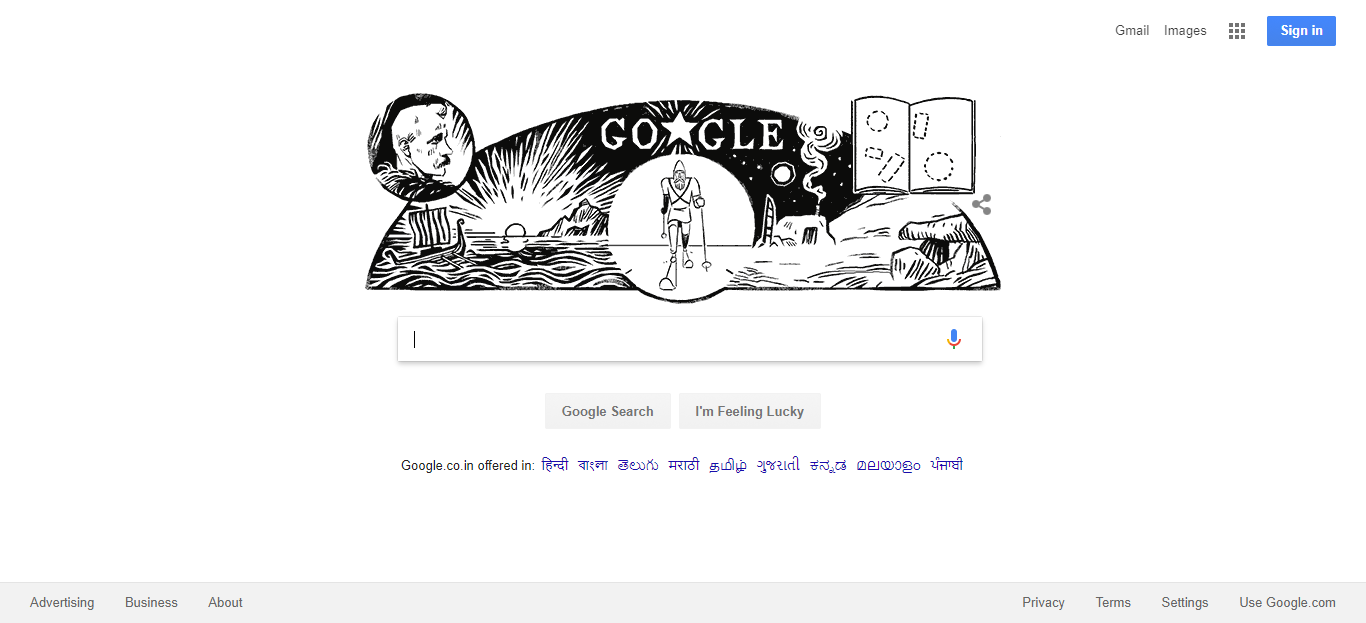 Gmail Images Sign in
GO★GLE
Google Search I'm Feeling Lucky
Google.co.in offered in: हिन्दी বাংলা తెలుగు मराठी தமிழ் ગુજરાતી ಕನ್ನಡ മലയാളം ਪੰਜਾਬੀ
Advertising Business About Privacy Terms Settings Use Google.com